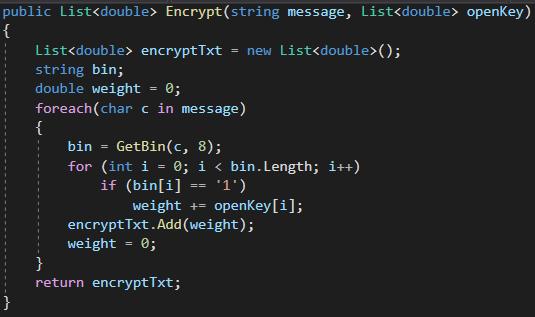 public List<double> Encrypt(string message, List<double> openKey)
{
    List<double> encryptTxt = new List<double>();
    string bin;
    double weight = 0;
    foreach(char c in message)
    {
        bin = GetBin(c, 8);
        for (int i = 0; i < bin.Length; i++)
            if (bin[i] == '1')
                weight += openKey[i];
        encryptTxt.Add(weight);
        weight = 0;
    }
    return encryptTxt;
}